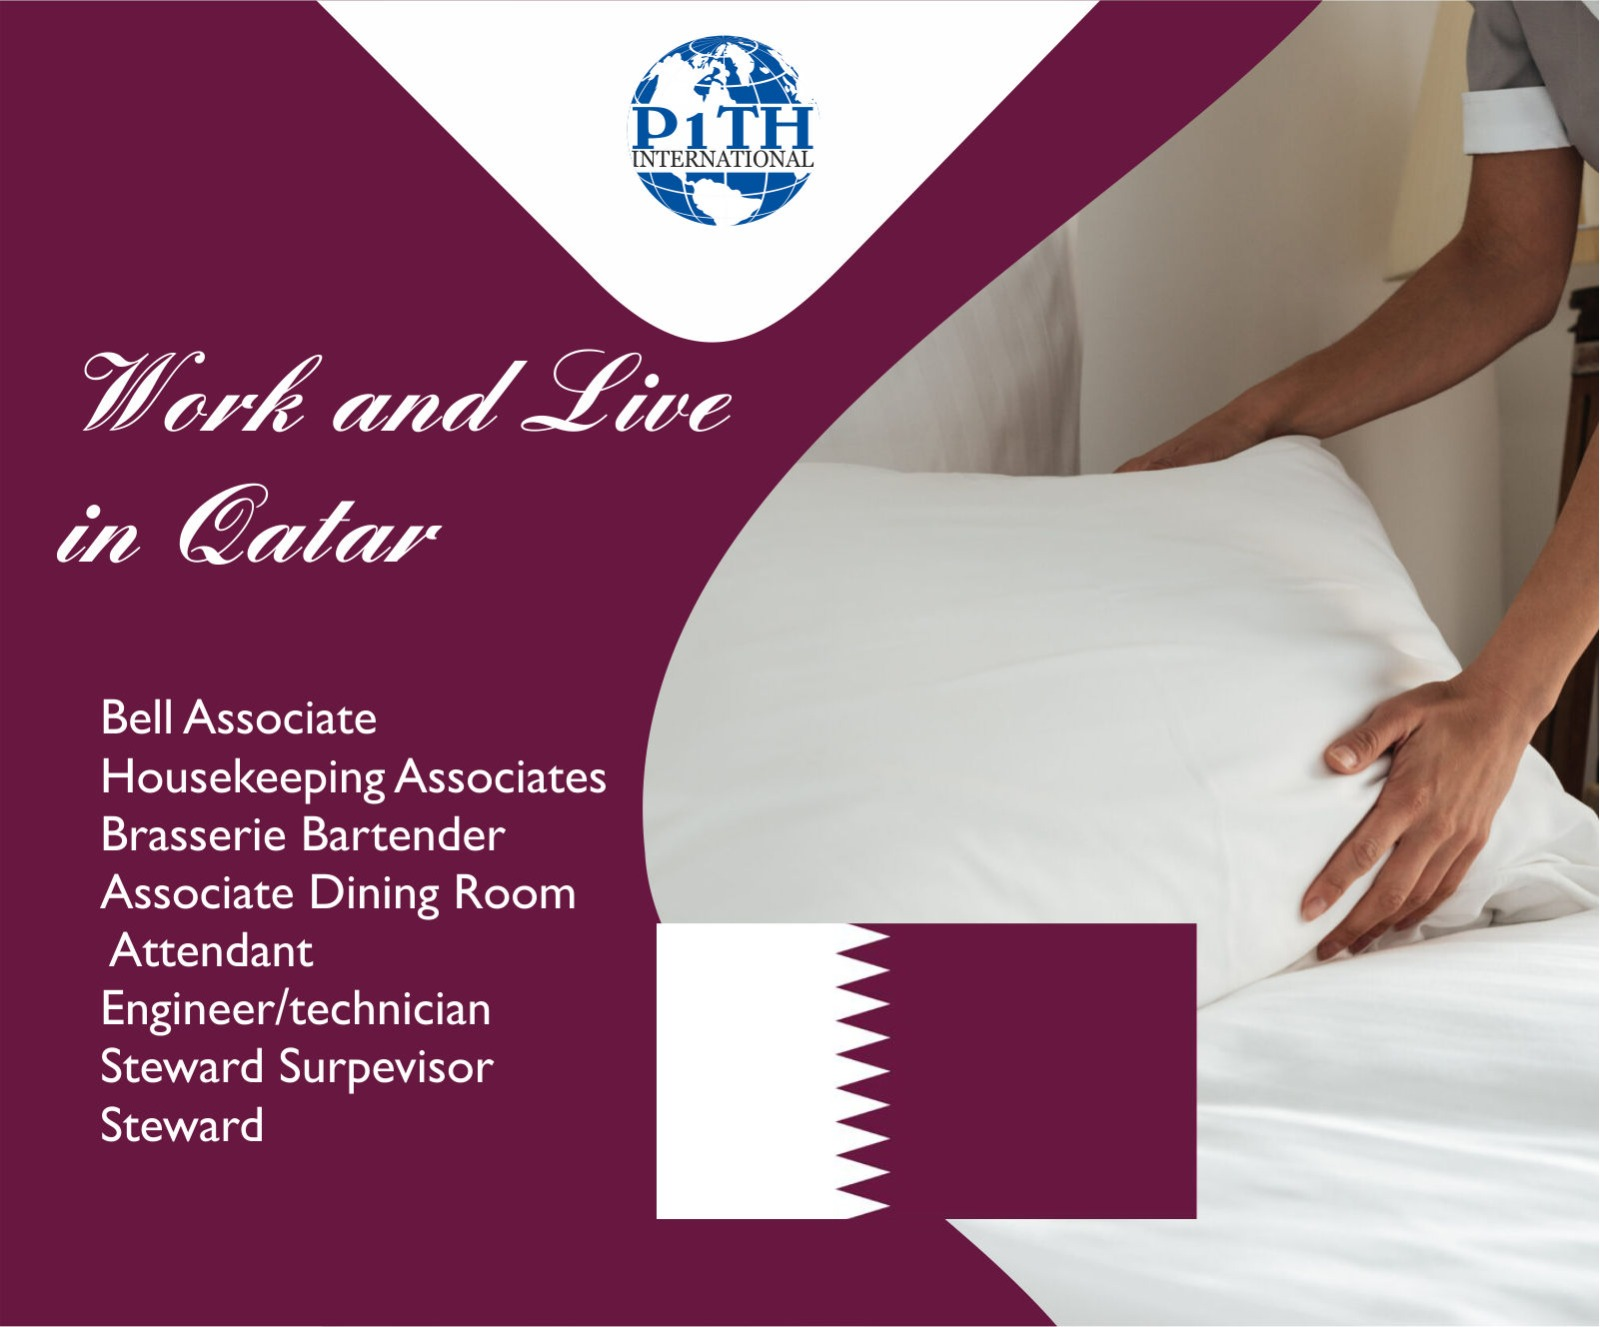 P1TH
INTERNATIONAL
Work and Live
in Qatar
Bell Associate
Housekeeping Associates
Brasserie Bartender
Associate Dining Room
Attendant
Engineer/technician
Steward Surpevisor
Steward